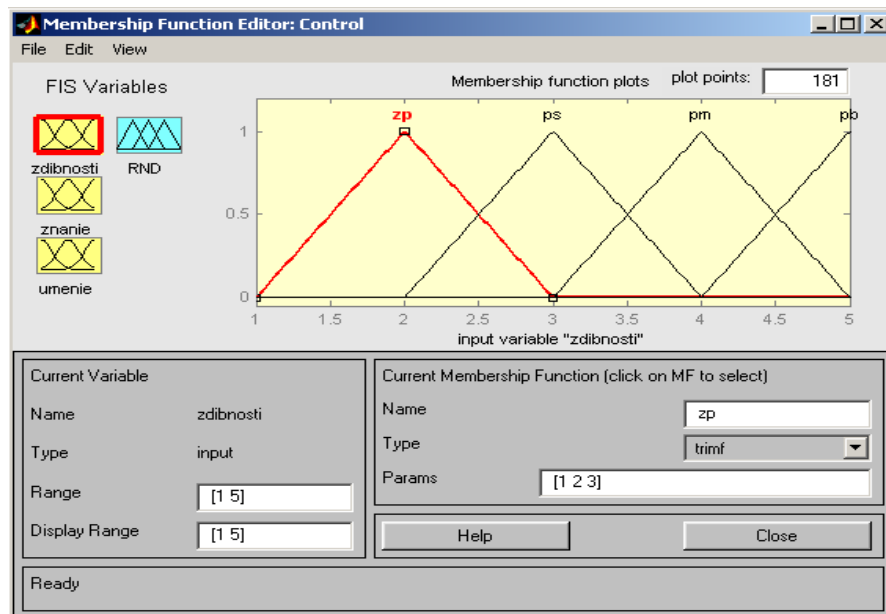 Membership Function Editor: Control
File Edit View
FIS Variables
Membership function plots plot points: 181
zp ps pm pb
zdibnosti RND
znanie
umenie
1
0.5
0
1 1.5 2 2.5 3 3.5 4 4.5 5
input variable "zdibnosti"
Current Variable
Name zdibnosti
Type input
Range [1 5]
Display Range [1 5]
Current Membership Function (click on MF to select)
Name zp
Type trimf
Params [1 2 3]
Help Close
Ready